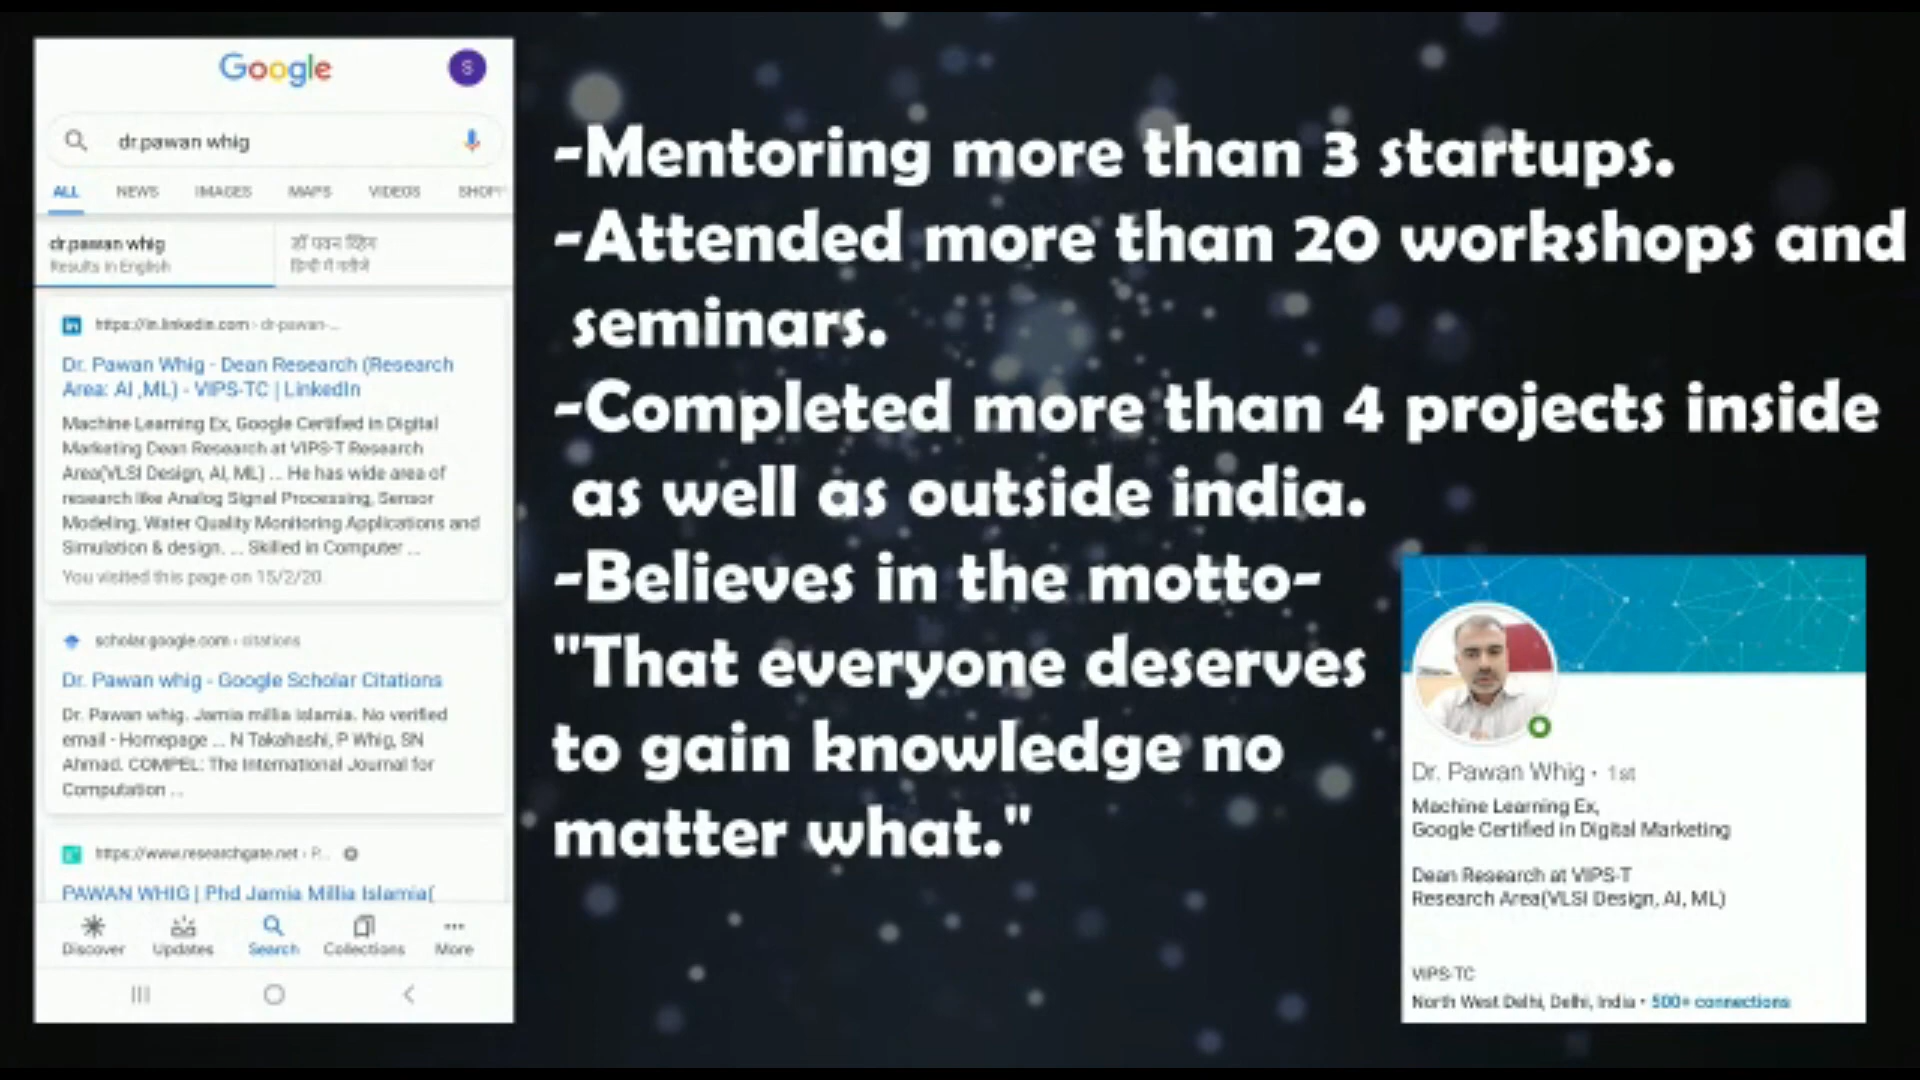 Google
S
dr.pawan whig
ALL NEWS IMAGES MAPS VIDEOS SHOP
dr.pawan whig
Results in English
डॉ पवन व्हिग
हिन्दी में नतीजे
https://in.linkedin.com › dr-pawan-...
Dr. Pawan Whig - Dean Research (Research
Area: AI ,ML) - VIPS-TC | LinkedIn
Machine Learning Ex, Google Certified in Digital
Marketing Dean Research at VIPS-T Research
Area(VLSI Design, AI, ML) ... He has wide area of
research like Analog Signal Processing, Sensor
Modeling, Water Quality Monitoring Applications and
Simulation & design. ... Skilled in Computer ...
You visited this page on 15/2/20.
scholar.google.com › citations
Dr. Pawan whig - Google Scholar Citations
Dr. Pawan whig. Jamia millia islamia. No verified
email - Homepage ... N Takahashi, P Whig, SN
Ahmad. COMPEL: The International Journal for
Computation ...
https://www.researchgate.net › P...
PAWAN WHIG | Phd Jamia Millia Islamia(
Discover Updates Search Collections More
-Mentoring more than 3 startups.
-Attended more than 20 workshops and
seminars.
-Completed more than 4 projects inside
as well as outside india.
-Believes in the motto-
"That everyone deserves
to gain knowledge no
matter what."
Dr. Pawan Whig • 1st
Machine Learning Ex,
Google Certified in Digital Marketing
Dean Research at VIPS-T
Research Area(VLSI Design, AI, ML)
VIPS-TC
North West Delhi, Delhi, India • 500+ connections